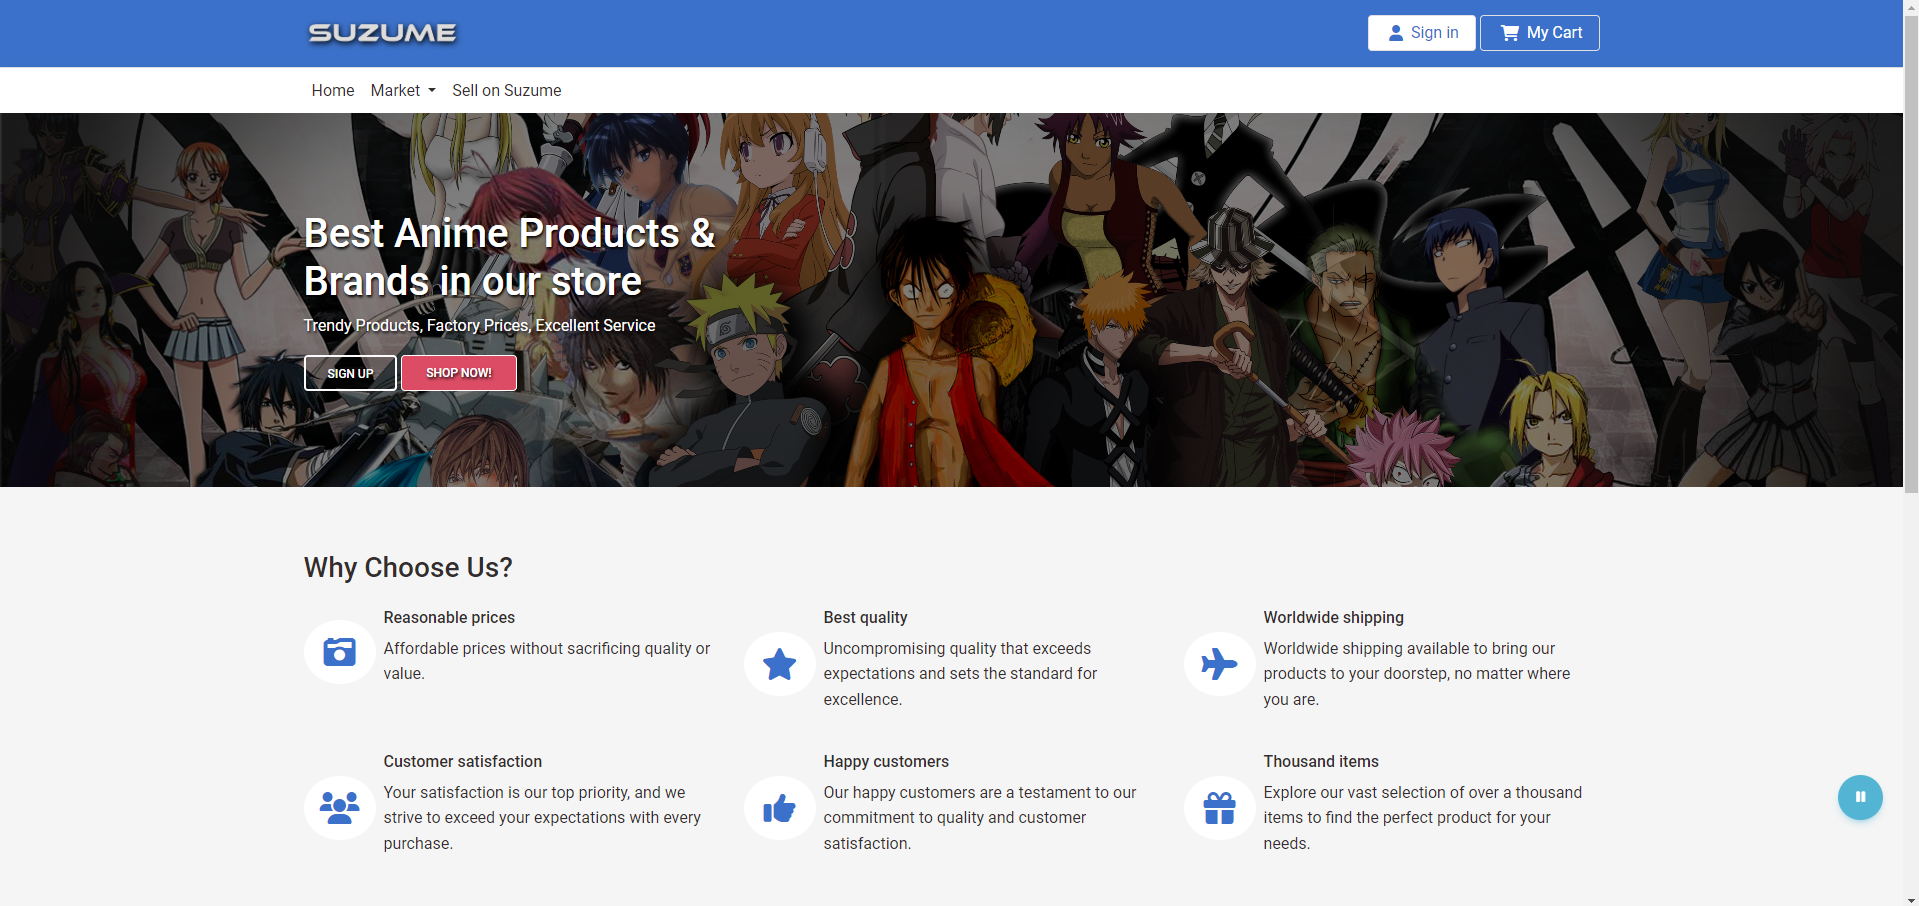 SUZUME
Sign in
My Cart
Home
Market
Sell on Suzume
Best Anime Products &
Brands in our store
Trendy Products, Factory Prices, Excellent Service
SIGN UP
SHOP NOW!
Why Choose Us?
Reasonable prices
Affordable prices without sacrificing quality or
value.
Best quality
Uncompromising quality that exceeds
expectations and sets the standard for
excellence.
Worldwide shipping
Worldwide shipping available to bring our
products to your doorstep, no matter where
you are.
Customer satisfaction
Your satisfaction is our top priority, and we
strive to exceed your expectations with every
purchase.
Happy customers
Our happy customers are a testament to our
commitment to quality and customer
satisfaction.
Thousand items
Explore our vast selection of over a thousand
items to find the perfect product for your
needs.